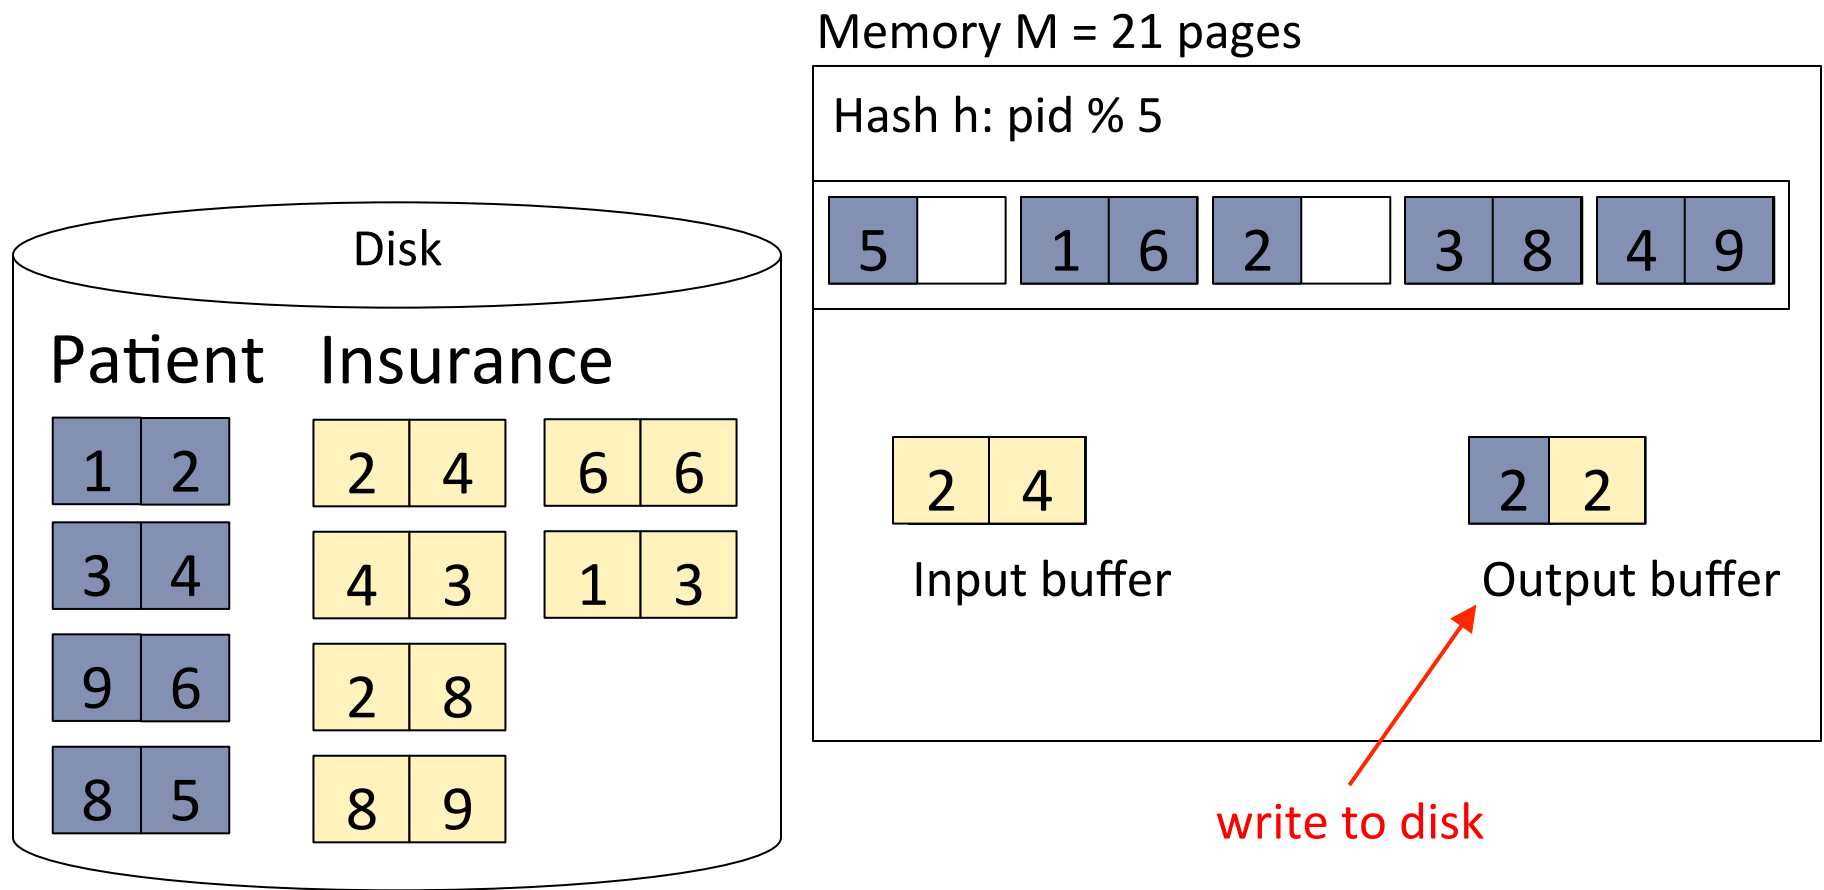 Memory M = 21 pages
Hash h: pid % 5
5 1 6 2 3 8 4 9
Disk
Patient Insurance
1 2 2 4 6 6
3 4 4 3 1 3
9 6 2 8
8 5 8 9
2 4 2 2
Input buffer Output buffer
write to disk